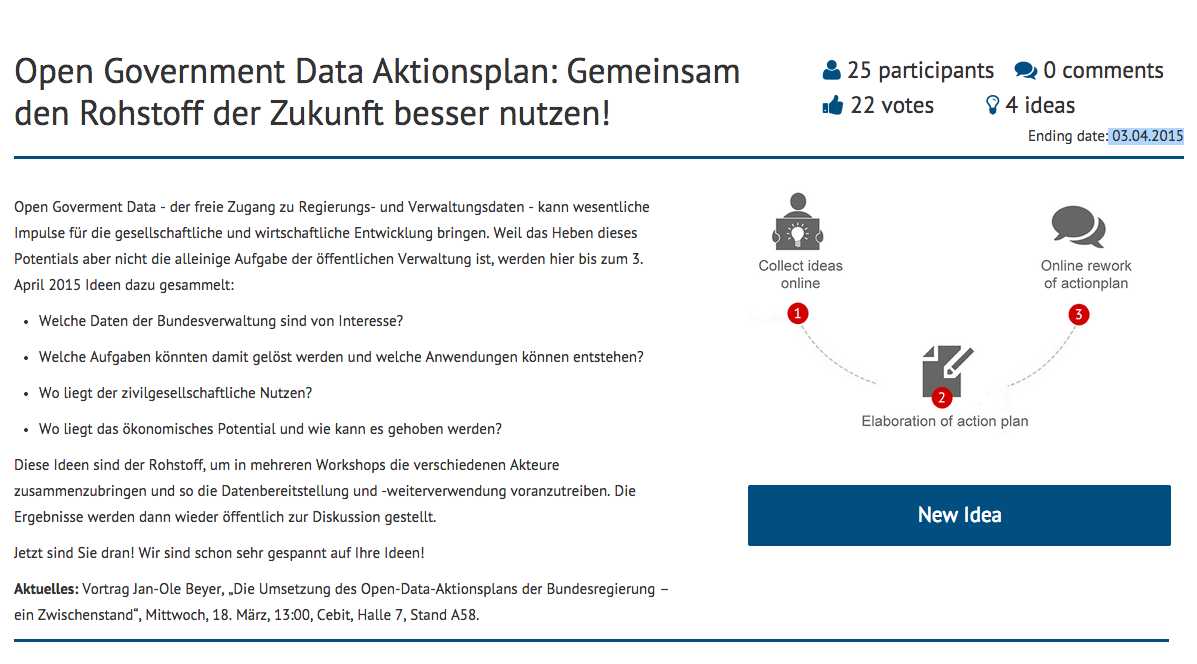 Open Government Data Aktionsplan: Gemeinsam
den Rohstoff der Zukunft besser nutzen!
25 participants 0 comments
22 votes 4 ideas
Ending date: 03.04.2015
Open Goverment Data - der freie Zugang zu Regierungs- und Verwaltungsdaten - kann wesentliche
Impulse für die gesellschaftliche und wirtschaftliche Entwicklung bringen. Weil das Heben dieses
Potentials aber nicht die alleinige Aufgabe der öffentlichen Verwaltung ist, werden hier bis zum 3.
April 2015 Ideen dazu gesammelt:
• Welche Daten der Bundesverwaltung sind von Interesse?
• Welche Aufgaben könnten damit gelöst werden und welche Anwendungen können entstehen?
• Wo liegt der zivilgesellschaftliche Nutzen?
• Wo liegt das ökonomisches Potential und wie kann es gehoben werden?
Diese Ideen sind der Rohstoff, um in mehreren Workshops die verschiedenen Akteure
zusammenzubringen und so die Datenbereitstellung und -weiterverwendung voranzutreiben. Die
Ergebnisse werden dann wieder öffentlich zur Diskussion gestellt.
Jetzt sind Sie dran! Wir sind schon sehr gespannt auf Ihre Ideen!
Aktuelles: Vortrag Jan-Ole Beyer, „Die Umsetzung des Open-Data-Aktionsplans der Bundesregierung –
ein Zwischenstand“, Mittwoch, 18. März, 13:00, Cebit, Halle 7, Stand A58.
Collect ideas
online
1
2
Elaboration of action plan
Online rework
of actionplan
3
New Idea